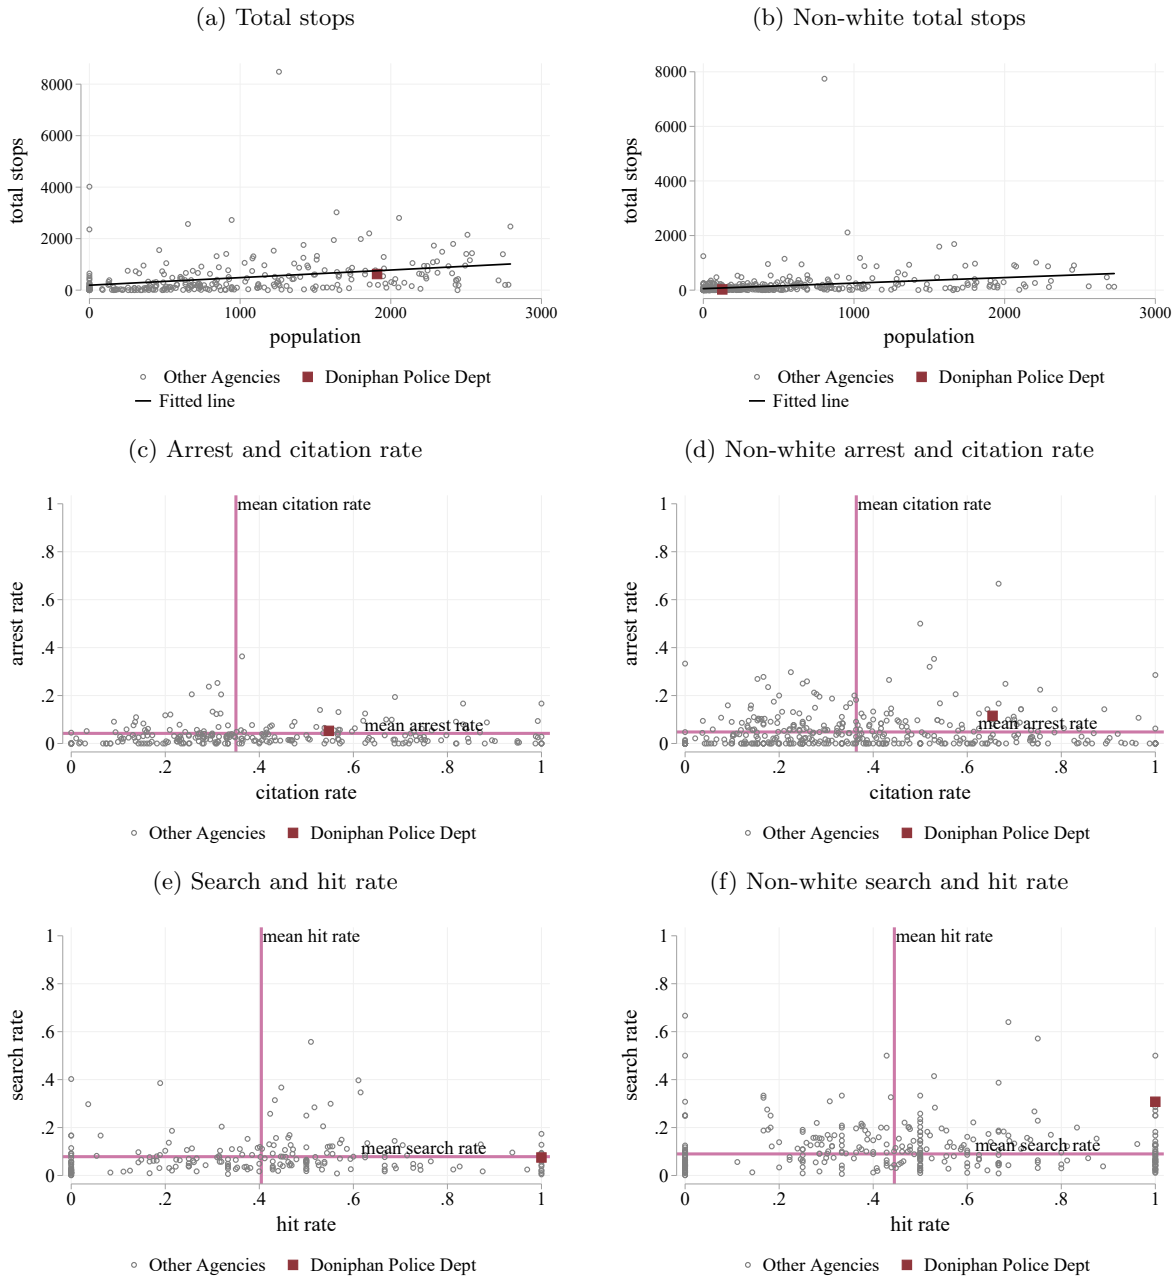 (a) Total stops
(b) Non-white total stops
total stops
8000
6000
4000
2000
0
0 1000 2000 3000
population
Other Agencies Doniphan Police Dept
Fitted line
total stops
8000
6000
4000
2000
0
0 1000 2000 3000
population
Other Agencies Doniphan Police Dept
Fitted line
(c) Arrest and citation rate
(d) Non-white arrest and citation rate
arrest rate
1
.8
.6
.4
.2
0
mean citation rate
mean arrest rate
0 .2 .4 .6 .8 1
citation rate
Other Agencies Doniphan Police Dept
arrest rate
1
.8
.6
.4
.2
0
mean citation rate
mean arrest rate
0 .2 .4 .6 .8 1
citation rate
Other Agencies Doniphan Police Dept
(e) Search and hit rate
(f) Non-white search and hit rate
search rate
1
.8
.6
.4
.2
0
mean hit rate
mean search rate
0 .2 .4 .6 .8 1
hit rate
Other Agencies Doniphan Police Dept
search rate
1
.8
.6
.4
.2
0
mean hit rate
mean search rate
0 .2 .4 .6 .8 1
hit rate
Other Agencies Doniphan Police Dept